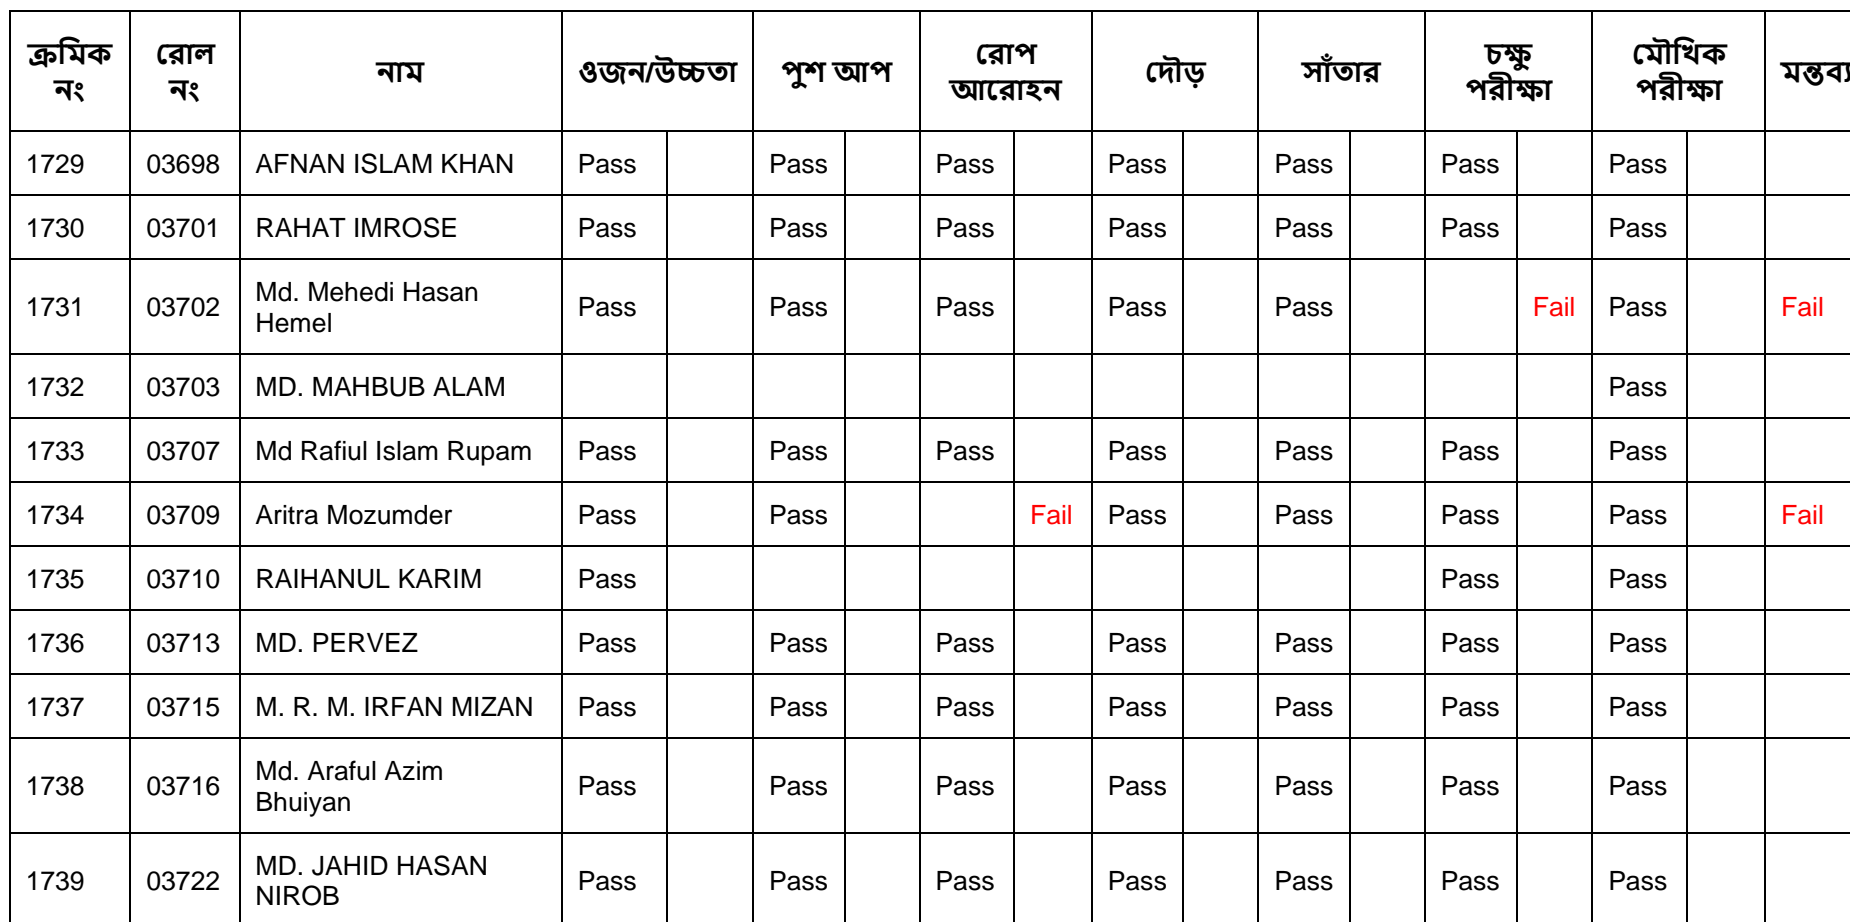 ক্রমিক নং রোল নং নাম ওজন/উচ্চতা পুশ আপ রোপ আরোহন দৌড় সাঁতার চক্ষু পরীক্ষা মৌখিক পরীক্ষা মন্তব্য
1729 03698 AFNAN ISLAM KHAN Pass Pass Pass Pass Pass Pass Pass
1730 03701 RAHAT IMROSE Pass Pass Pass Pass Pass Pass Pass
1731 03702 Md. Mehedi Hasan Hemel Pass Pass Pass Pass Pass Fail Pass Fail
1732 03703 MD. MAHBUB ALAM Pass
1733 03707 Md Rafiul Islam Rupam Pass Pass Pass Pass Pass Pass Pass
1734 03709 Aritra Mozumder Pass Pass Fail Pass Pass Pass Pass Fail
1735 03710 RAIHANUL KARIM Pass Pass Pass
1736 03713 MD. PERVEZ Pass Pass Pass Pass Pass Pass Pass
1737 03715 M. R. M. IRFAN MIZAN Pass Pass Pass Pass Pass Pass Pass
1738 03716 Md. Araful Azim Bhuiyan Pass Pass Pass Pass Pass Pass Pass
1739 03722 MD. JAHID HASAN NIROB Pass Pass Pass Pass Pass Pass Pass